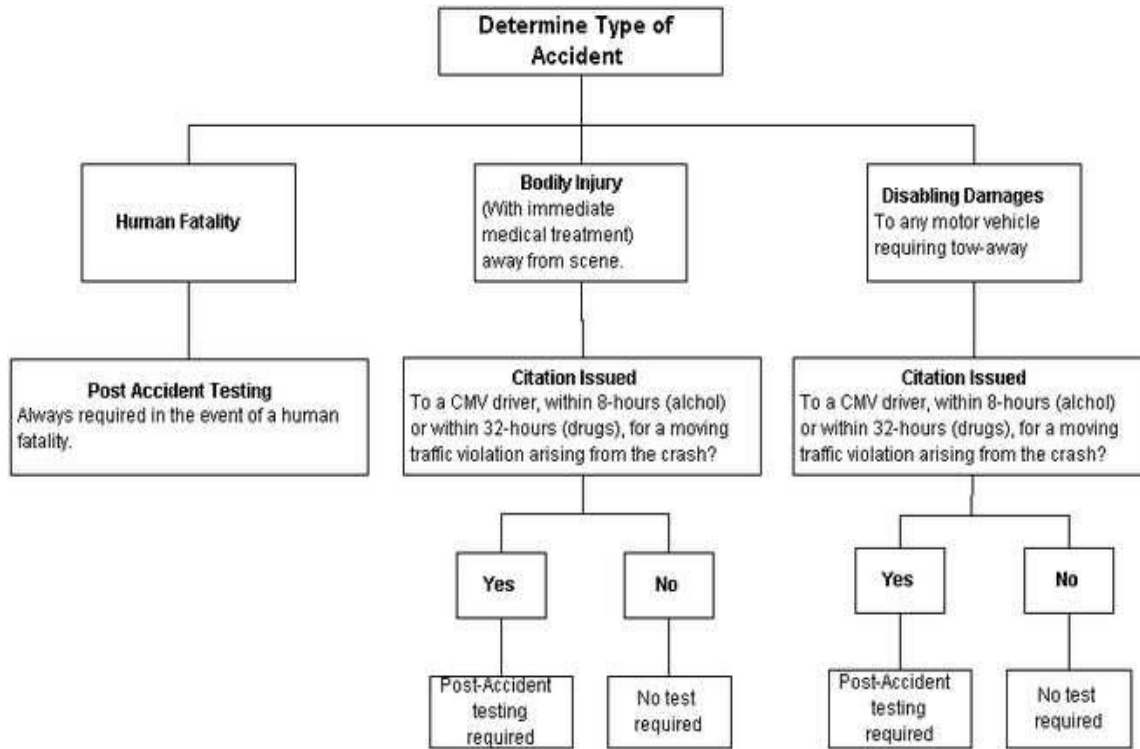 Determine Type of
Accident
Human Fatality
Bodily Injury
(With immediate
medical treatment)
away from scene.
Disabling Damages
To any motor vehicle
requiring tow-away
Post Accident Testing
Always required in the event of a human
fatality.
Citation Issued
To a CMV driver, within 8-hours (alchol)
or within 32-hours (drugs), for a moving
traffic violation arising from the crash?
Citation Issued
To a CMV driver, within 8-hours (alchol)
or within 32-hours (drugs), for a moving
traffic violation arising from the crash?
Yes
No
Yes
No
Post-Accident
testing
required
No test
required
Post-Accident
testing
required
No test
required